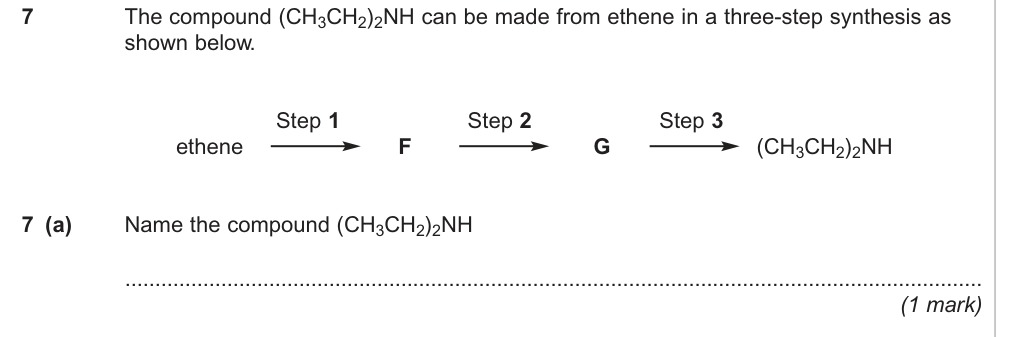 7 The compound (CH₃CH₂)₂NH can be made from ethene in a three-step synthesis as
shown below.
Step 1 Step 2 Step 3
ethene F G (CH₃CH₂)₂NH
7 (a) Name the compound (CH₃CH₂)₂NH
(1 mark)